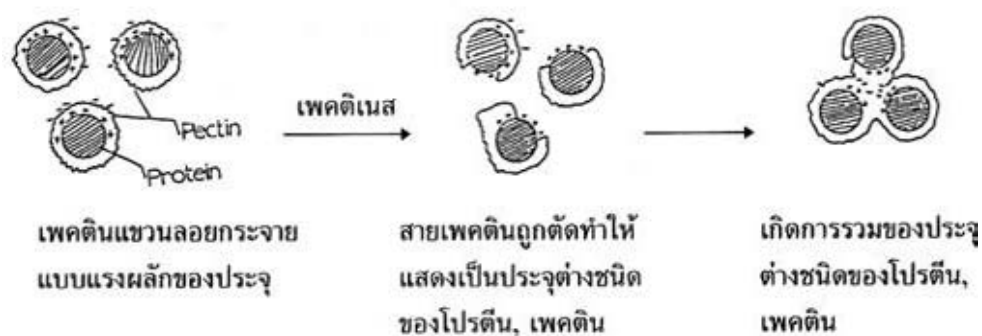 เพคติเนส
Pectin
Protein
เพคตินแขวนลอยกระจาย
แบบแรงผลักของประจุ
สายเพคตินถูกตัดทำให้
แสดงเป็นประจุต่างชนิด
ของโปรตีน, เพคติน
เกิดการรวมของประจุ
ต่างชนิดของโปรตีน,
เพคติน